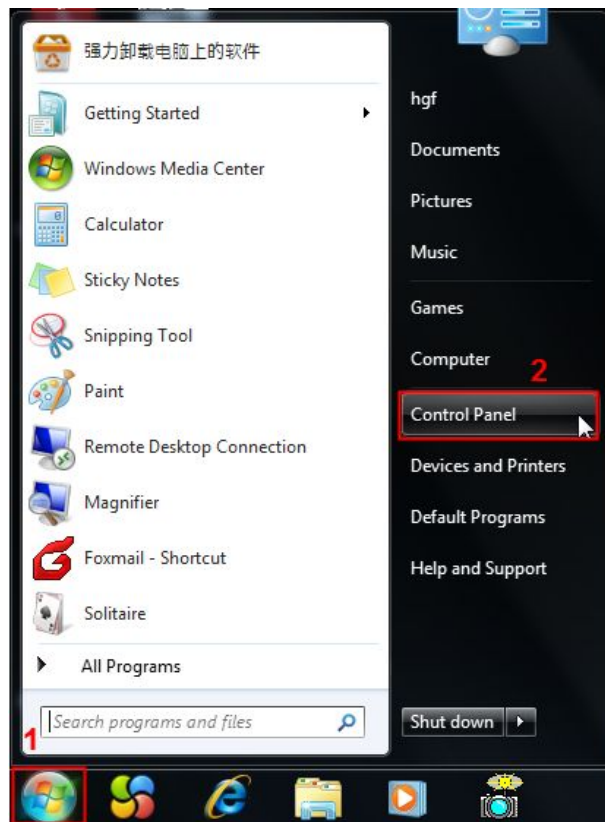 强力卸载电脑上的软件
Getting Started
Windows Media Center
Calculator
Sticky Notes
Snipping Tool
Paint
Remote Desktop Connection
Magnifier
Foxmail - Shortcut
Solitaire
All Programs
Search programs and files
1
hgf
Documents
Pictures
Music
Games
Computer
2
Control Panel
Devices and Printers
Default Programs
Help and Support
Shut down